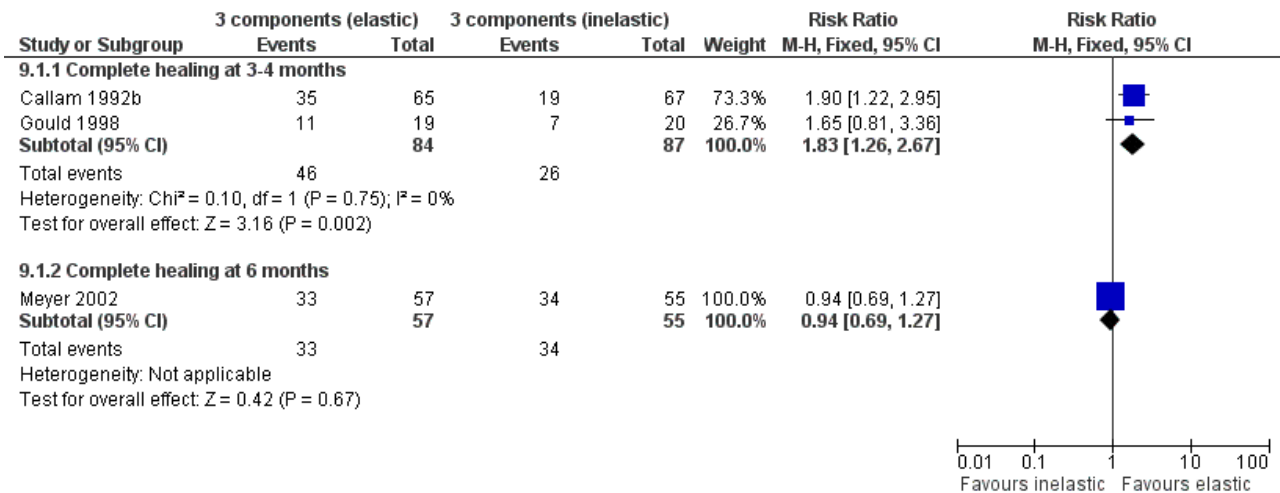 3 components (elastic) 3 components (inelastic) Risk Ratio Risk Ratio
Study or Subgroup Events Total Events Total Weight M-H, Fixed, 95% CI M-H, Fixed, 95% CI
9.1.1 Complete healing at 3-4 months
Callam 1992b 35 65 19 67 73.3% 1.90 [1.22, 2.95]
Gould 1998 11 19 7 20 26.7% 1.65 [0.81, 3.36]
Subtotal (95% CI) 84 87 100.0% 1.83 [1.26, 2.67]
Total events 46 26
Heterogeneity: Chi² = 0.10, df = 1 (P = 0.75); I² = 0%
Test for overall effect: Z = 3.16 (P = 0.002)
9.1.2 Complete healing at 6 months
Meyer 2002 33 57 34 55 100.0% 0.94 [0.69, 1.27]
Subtotal (95% CI) 57 55 100.0% 0.94 [0.69, 1.27]
Total events 33 34
Heterogeneity: Not applicable
Test for overall effect: Z = 0.42 (P = 0.67)
0.01 0.1 1 10 100
Favours inelastic Favours elastic